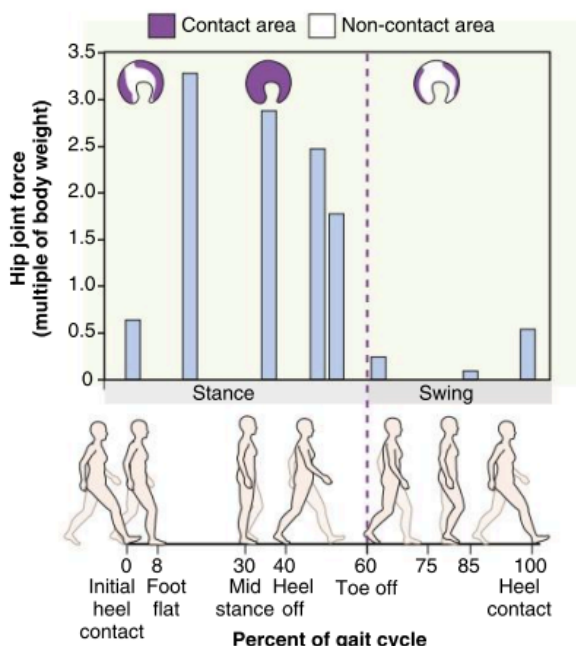 Contact area Non-contact area
3.5
3.0
2.5
2.0
1.5
1.0
0.5
0
Hip joint force
(multiple of body weight)
Stance Swing
0 8 30 40 60 75 85 100
Initial Foot Mid Heel Toe off Heel
heel flat stance off contact
contact
Percent of gait cycle